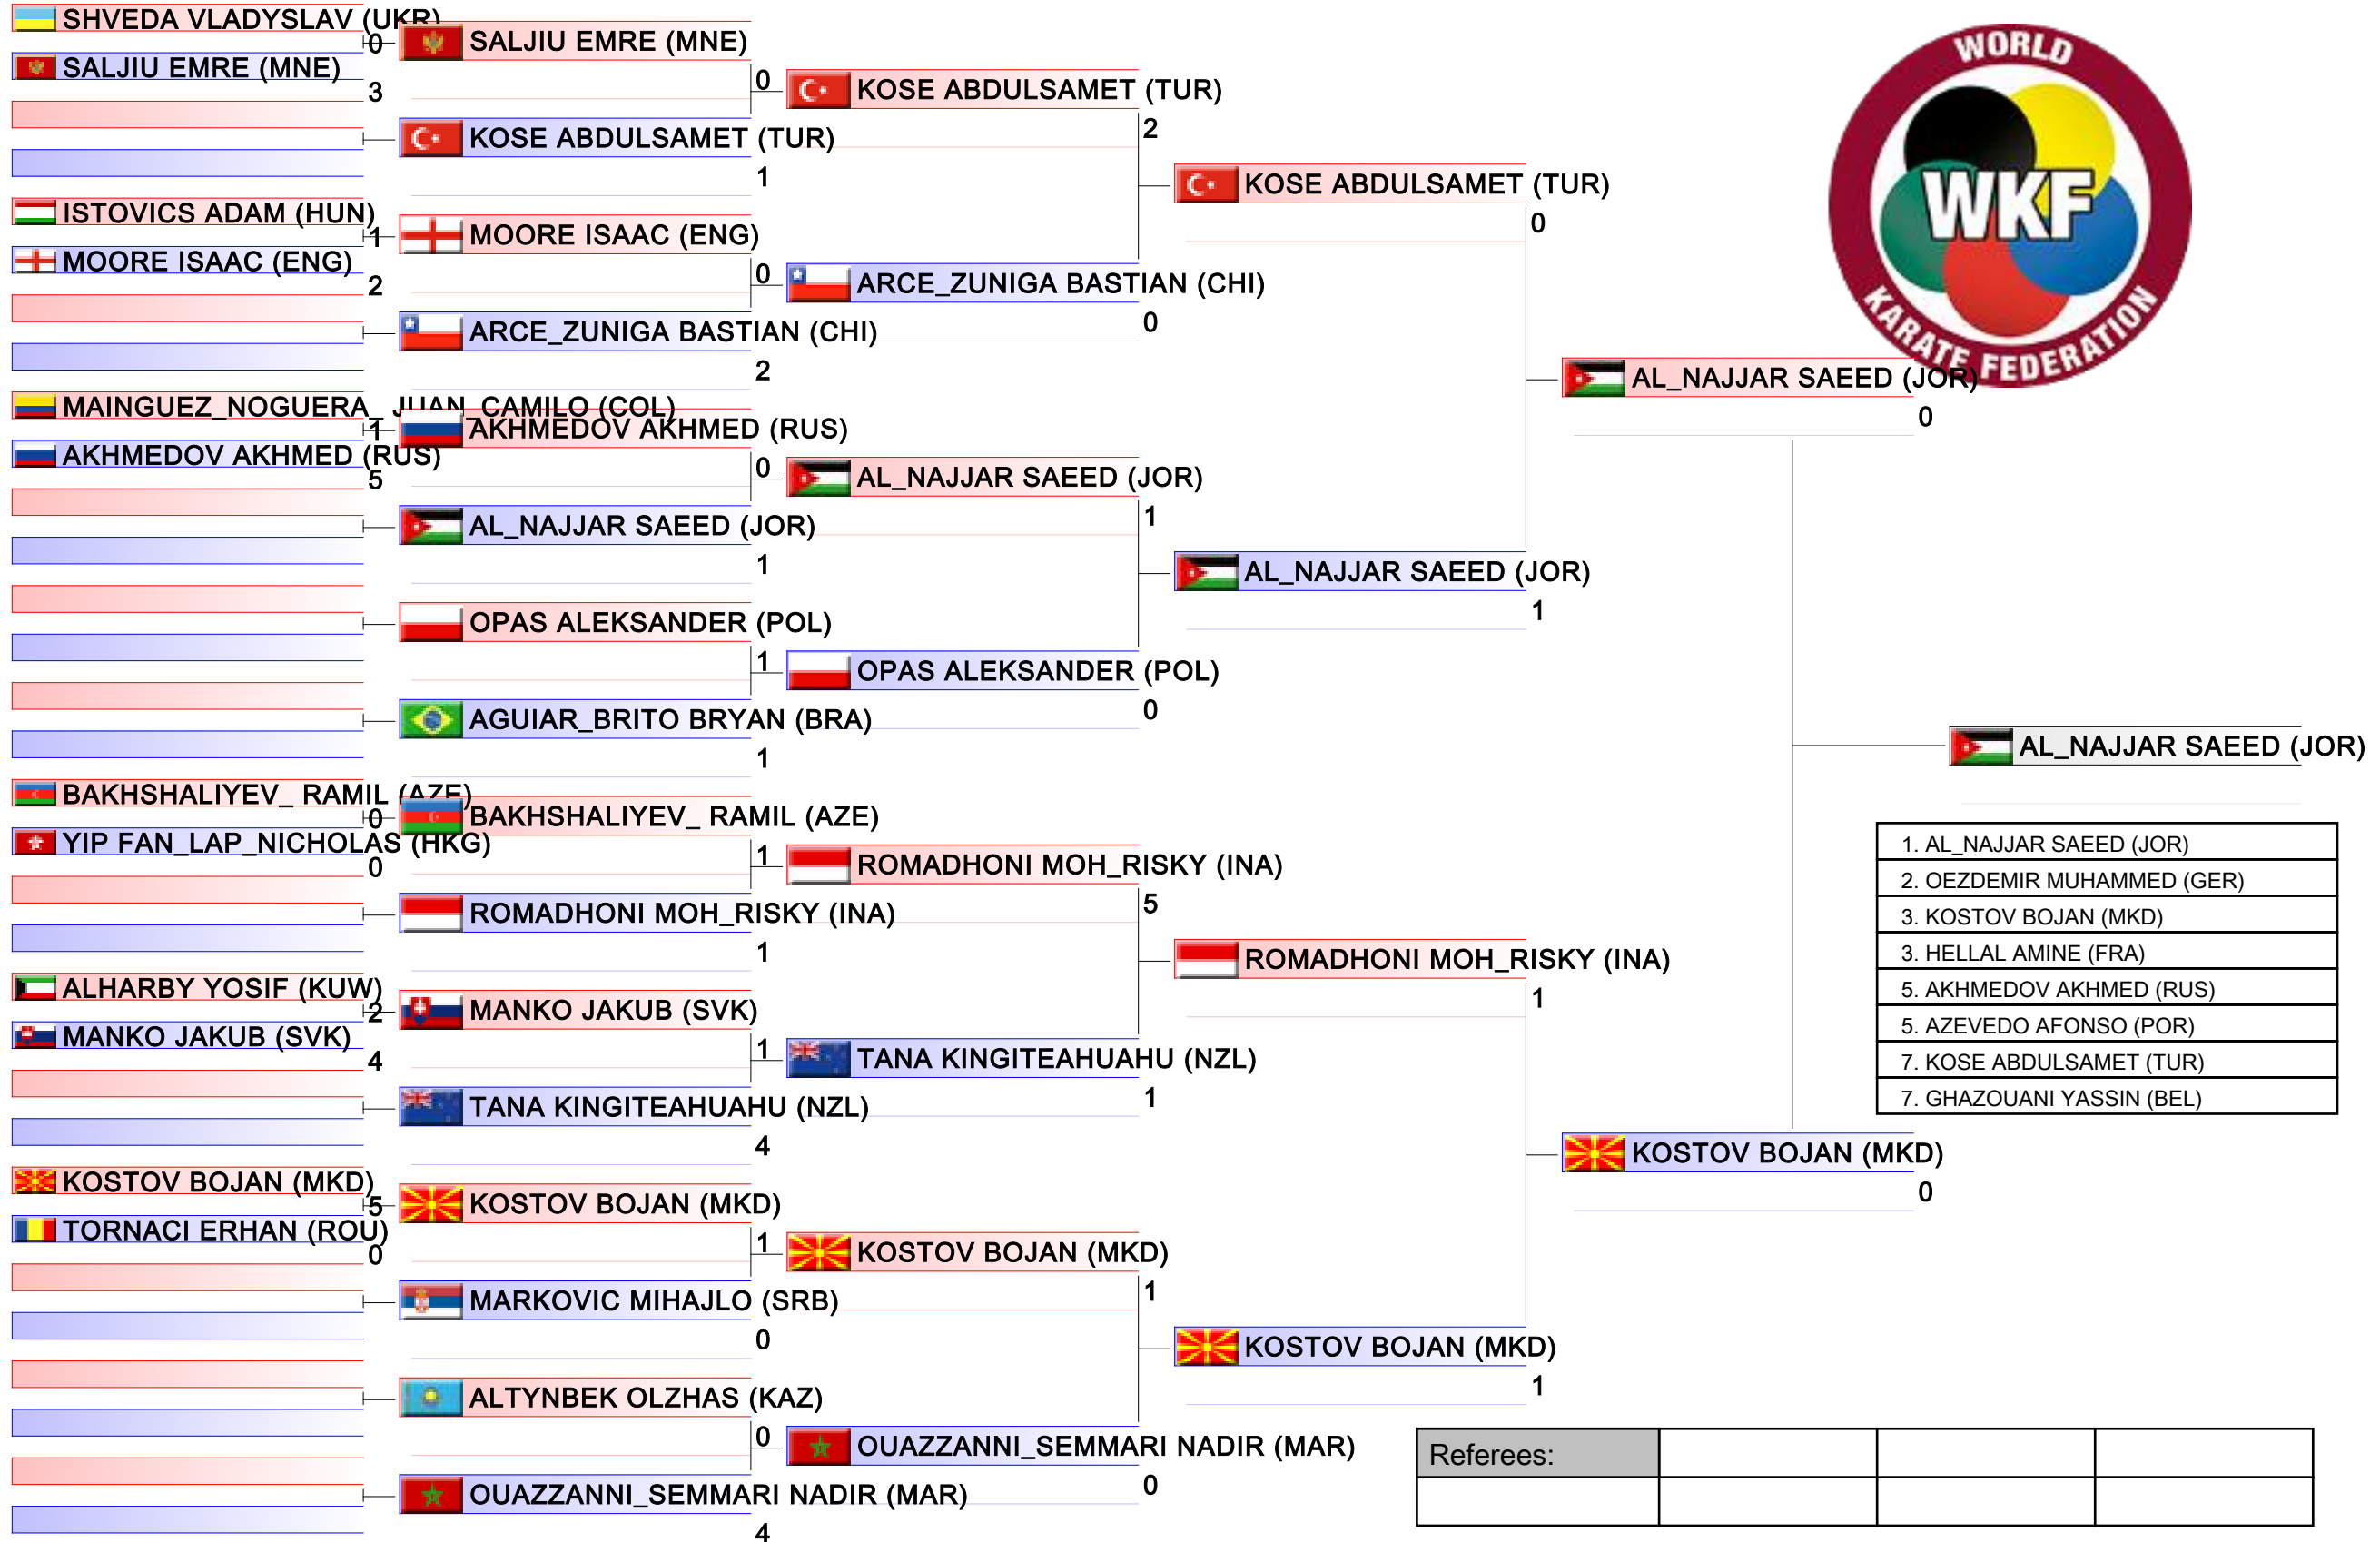 SHVEDA VLADYSLAV (UKR)
0
SALJIU EMRE (MNE)
3
ISTOVICS ADAM (HUN)
1
MOORE ISAAC (ENG)
2
MAINGUEZ_NOGUERA_ JUAN_CAMILO (COL)
1
AKHMEDOV AKHMED (RUS)
5
BAKHSHALIYEV_ RAMIL (AZE)
0
YIP FAN_LAP_NICHOLAS (HKG)
0
ALHARBY YOSIF (KUW)
2
MANKO JAKUB (SVK)
4
KOSTOV BOJAN (MKD)
5
TORNACI ERHAN (ROU)
0
SALJIU EMRE (MNE)
0
KOSE ABDULSAMET (TUR)
1
MOORE ISAAC (ENG)
0
ARCE_ZUNIGA BASTIAN (CHI)
2
AKHMEDOV AKHMED (RUS)
0
AL_NAJJAR SAEED (JOR)
1
OPAS ALEKSANDER (POL)
1
AGUIAR_BRITO BRYAN (BRA)
1
BAKHSHALIYEV_ RAMIL (AZE)
1
ROMADHONI MOH_RISKY (INA)
1
MANKO JAKUB (SVK)
1
TANA KINGITEAHUAHU (NZL)
4
KOSTOV BOJAN (MKD)
1
MARKOVIC MIHAJLO (SRB)
0
ALTYNBEK OLZHAS (KAZ)
0
OUAZZANNI_SEMMARI NADIR (MAR)
4
KOSE ABDULSAMET (TUR)
2
ARCE_ZUNIGA BASTIAN (CHI)
0
AL_NAJJAR SAEED (JOR)
1
OPAS ALEKSANDER (POL)
0
ROMADHONI MOH_RISKY (INA)
5
TANA KINGITEAHUAHU (NZL)
1
KOSTOV BOJAN (MKD)
1
OUAZZANNI_SEMMARI NADIR (MAR)
0
KOSE ABDULSAMET (TUR)
0
AL_NAJJAR SAEED (JOR)
1
ROMADHONI MOH_RISKY (INA)
1
KOSTOV BOJAN (MKD)
1
AL_NAJJAR SAEED (JOR)
0
KOSTOV BOJAN (MKD)
0
AL_NAJJAR SAEED (JOR)
WORLD
WKF
KARATE FEDERATION
1. AL_NAJJAR SAEED (JOR)
2. OEZDEMIR MUHAMMED (GER)
3. KOSTOV BOJAN (MKD)
3. HELLAL AMINE (FRA)
5. AKHMEDOV AKHMED (RUS)
5. AZEVEDO AFONSO (POR)
7. KOSE ABDULSAMET (TUR)
7. GHAZOUANI YASSIN (BEL)
Referees: